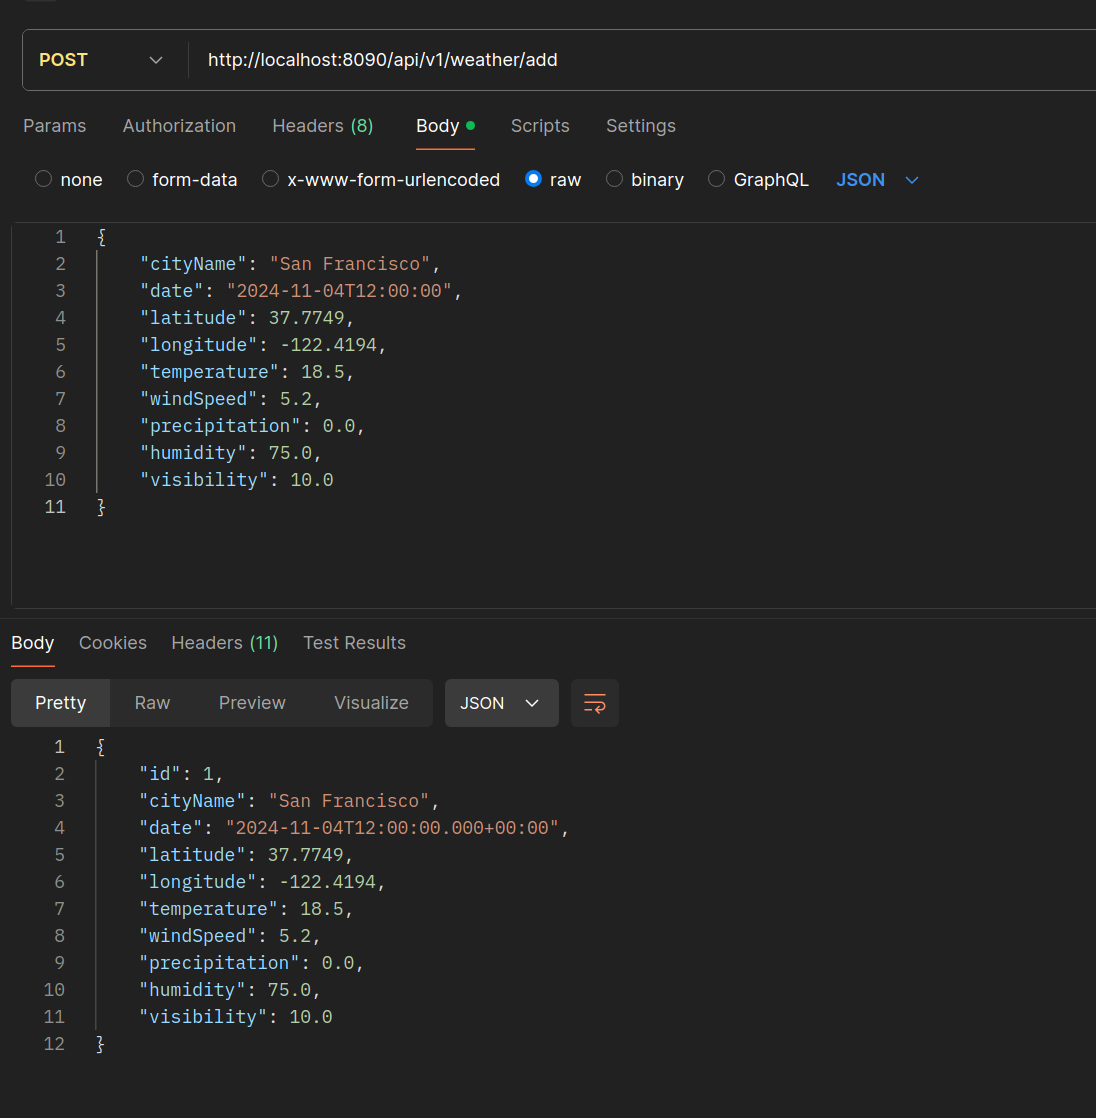 POST http://localhost:8090/api/v1/weather/add
Params Authorization Headers (8) Body Scripts Settings
none form-data x-www-form-urlencoded raw binary GraphQL JSON
1 {
2 "cityName": "San Francisco",
3 "date": "2024-11-04T12:00:00",
4 "latitude": 37.7749,
5 "longitude": -122.4194,
6 "temperature": 18.5,
7 "windSpeed": 5.2,
8 "precipitation": 0.0,
9 "humidity": 75.0,
10 "visibility": 10.0
11 }
Body Cookies Headers (11) Test Results
Pretty Raw Preview Visualize JSON
1 {
2 "id": 1,
3 "cityName": "San Francisco",
4 "date": "2024-11-04T12:00:00.000+00:00",
5 "latitude": 37.7749,
6 "longitude": -122.4194,
7 "temperature": 18.5,
8 "windSpeed": 5.2,
9 "precipitation": 0.0,
10 "humidity": 75.0,
11 "visibility": 10.0
12 }